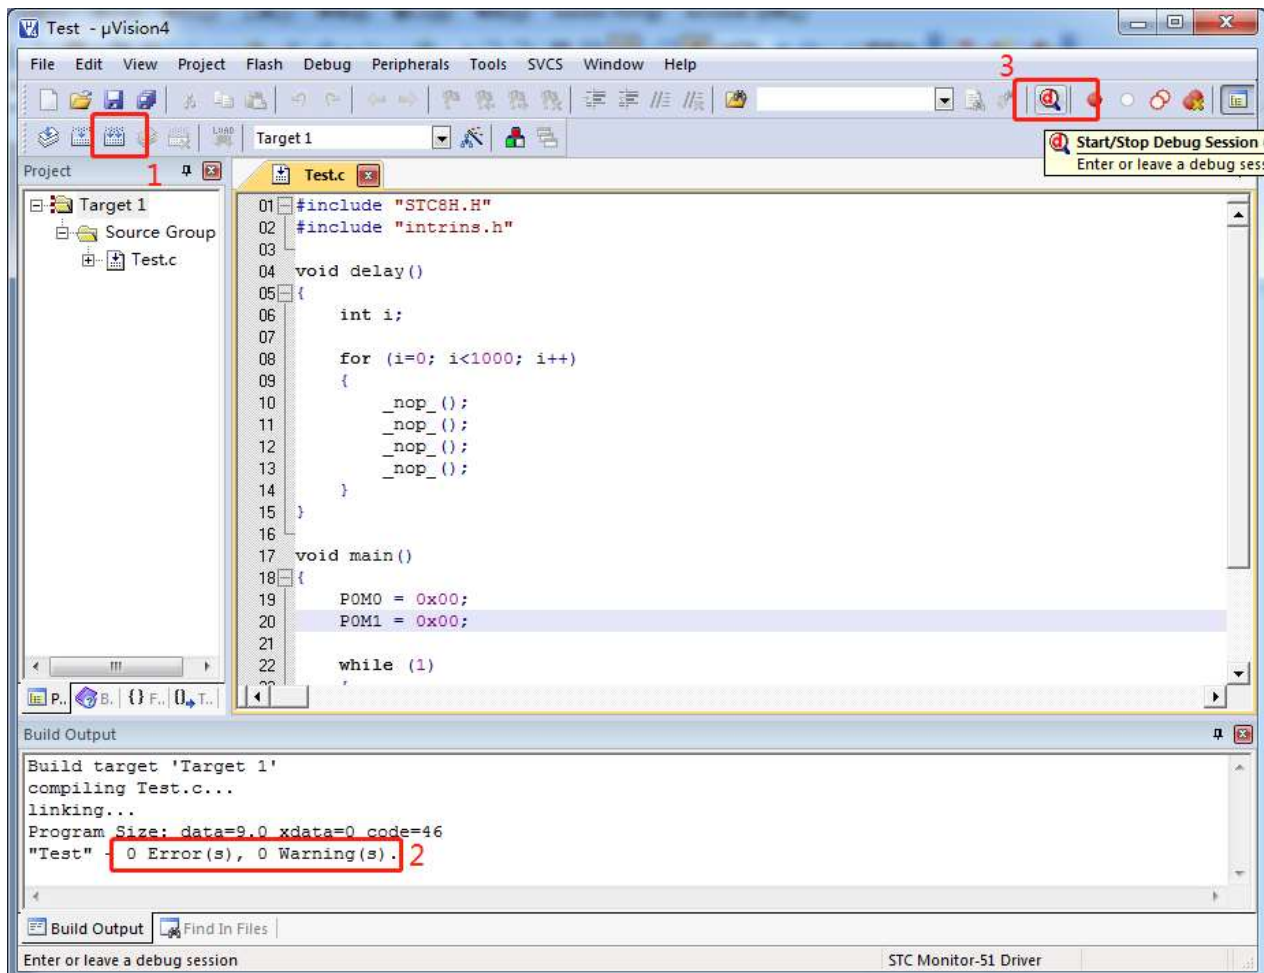 Test - µVision4
File Edit View Project Flash Debug Peripherals Tools SVCS Window Help
3
LOAD
Target 1
Start/Stop Debug Session
Enter or leave a debug ses
1
Project
Test.c
Target 1
Source Group
Test.c
01 #include "STC8H.H"
02 #include "intrins.h"
03
04 void delay()
05 {
06 int i;
07
08 for (i=0; i<1000; i++)
09 {
10 _nop_();
11 _nop_();
12 _nop_();
13 _nop_();
14 }
15 }
16
17 void main()
18 {
19 P0M0 = 0x00;
20 P0M1 = 0x00;
21
22 while (1)
P.. B. {} F.. 0 T..
Build Output
Build target 'Target 1'
compiling Test.c...
linking...
Program Size: data=9.0 xdata=0 code=46
"Test" - 0 Error(s), 0 Warning(s).
2
Build Output Find In Files
Enter or leave a debug session STC Monitor-51 Driver